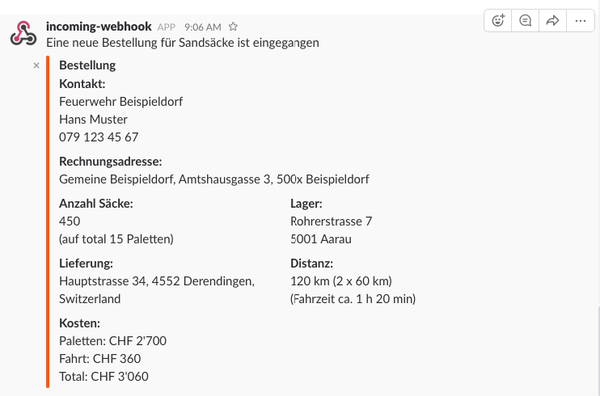 incoming-webhook APP 9:06 AM
Eine neue Bestellung für Sandsäcke ist eingegangen
Bestellung
Kontakt:
Feuerwehr Beispieldorf
Hans Muster
079 123 45 67
Rechnungsadresse:
Gemeine Beispieldorf, Amtshausgasse 3, 500x Beispieldorf
Anzahl Säcke:
450
(auf total 15 Paletten)
Lager:
Rohrerstrasse 7
5001 Aarau
Lieferung:
Hauptstrasse 34, 4552 Derendingen,
Switzerland
Distanz:
120 km (2 x 60 km)
(Fahrzeit ca. 1 h 20 min)
Kosten:
Paletten: CHF 2'700
Fahrt: CHF 360
Total: CHF 3'060